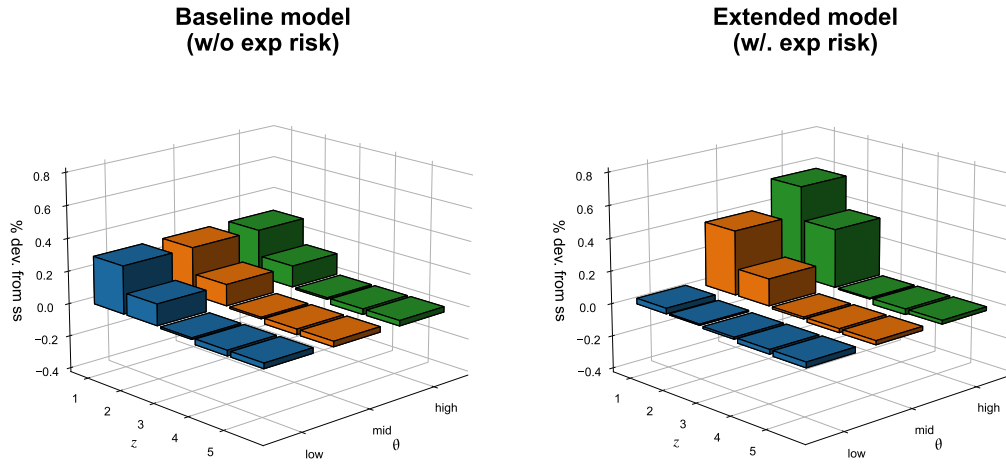 Baseline model
(w/o exp risk)
0.8
0.6
0.4
0.2
0.0
−0.2
−0.4
% dev. from ss
1
2
3
4
5
z
low
mid
high
θ
Extended model
(w/. exp risk)
0.8
0.6
0.4
0.2
0.0
−0.2
−0.4
% dev. from ss
1
2
3
4
5
z
low
mid
high
θ